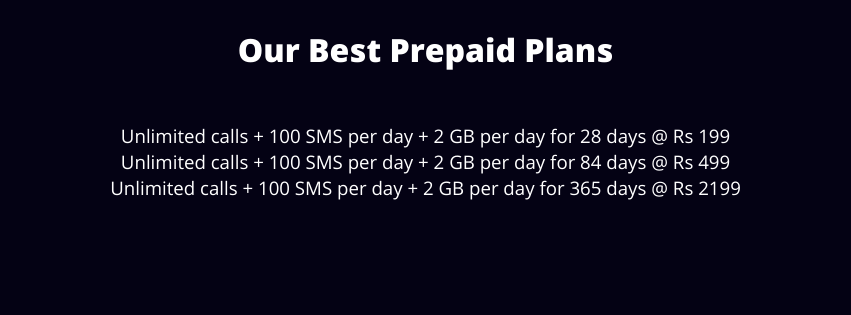 Our Best Prepaid Plans
Unlimited calls + 100 SMS per day + 2 GB per day for 28 days @ Rs 199
Unlimited calls + 100 SMS per day + 2 GB per day for 84 days @ Rs 499
Unlimited calls + 100 SMS per day + 2 GB per day for 365 days @ Rs 2199